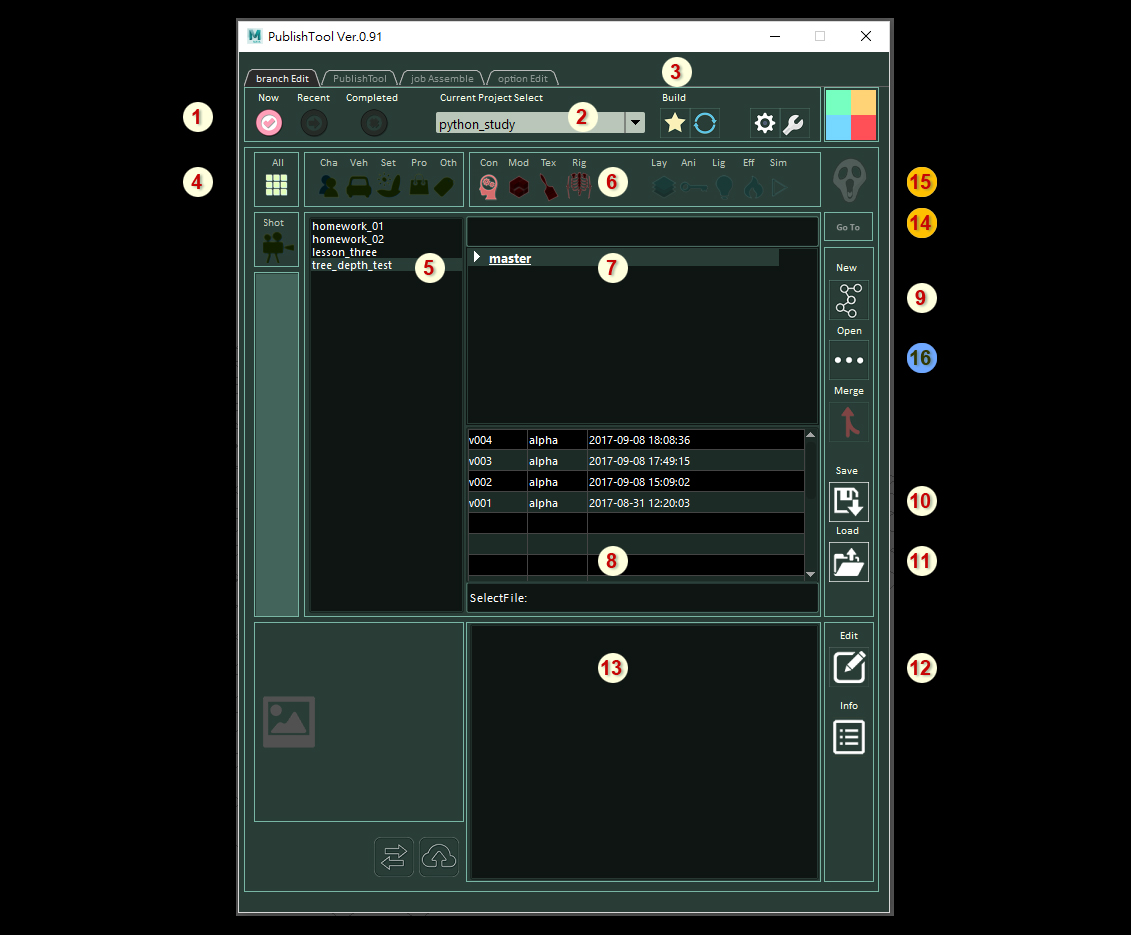 M PublishTool Ver.0.91
branch Edit PublishTool job Assemble option Edit
3
Now Recent Completed Current Project Select Build
1
python_study 2
All Cha Veh Set Pro Oth Con Mod Tex Rig Lay Ani Lig Eff Sim
4 6 15
Shot
homework_01
homework_02
lesson_three
tree_depth_test 5
Go To 14
master 7
New
9
Open
16
Merge
v004 alpha 2017-09-08 18:08:36
v003 alpha 2017-09-08 17:49:15
v002 alpha 2017-09-08 15:09:02
v001 alpha 2017-08-31 12:20:03
Save
10
Load
8 11
SelectFile:
Edit
13 12
Info